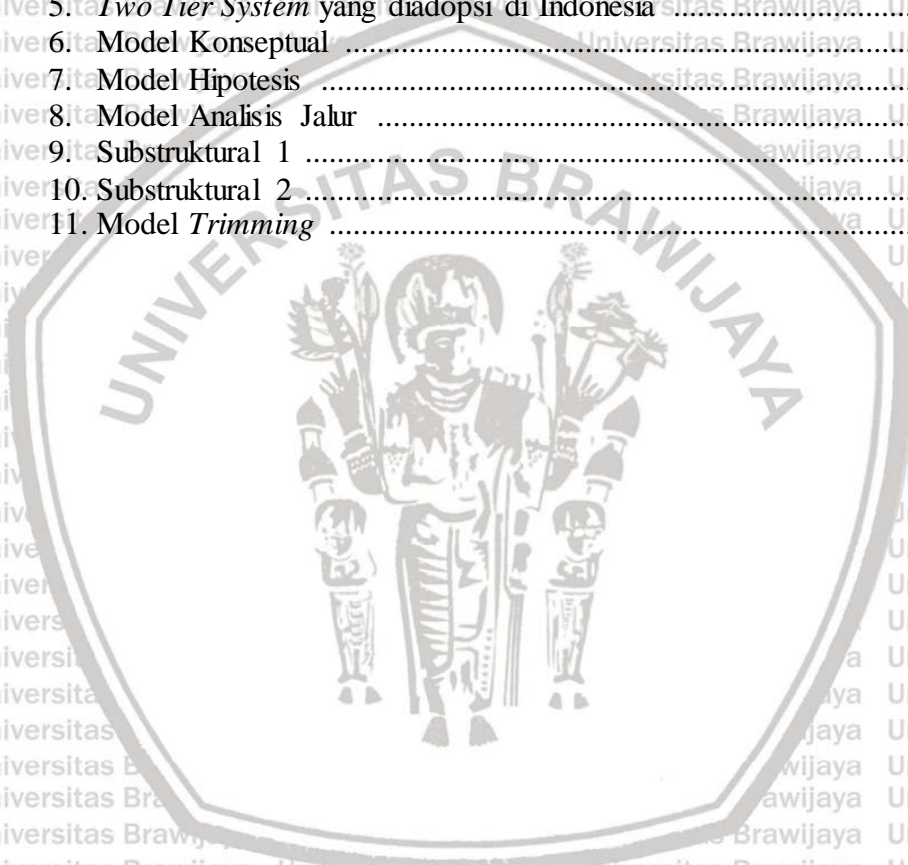 5. Two Tier System yang diadopsi di Indonesia ........................
6. Model Konseptual ................................................................
7. Model Hipotesis ................................................................
8. Model Analisis Jalur ............................................................
9. Substruktural 1 ................................................................
10. Substruktural 2 ................................................................
11. Model Trimming ................................................................
UNIVERSITAS BRAWIJAYA